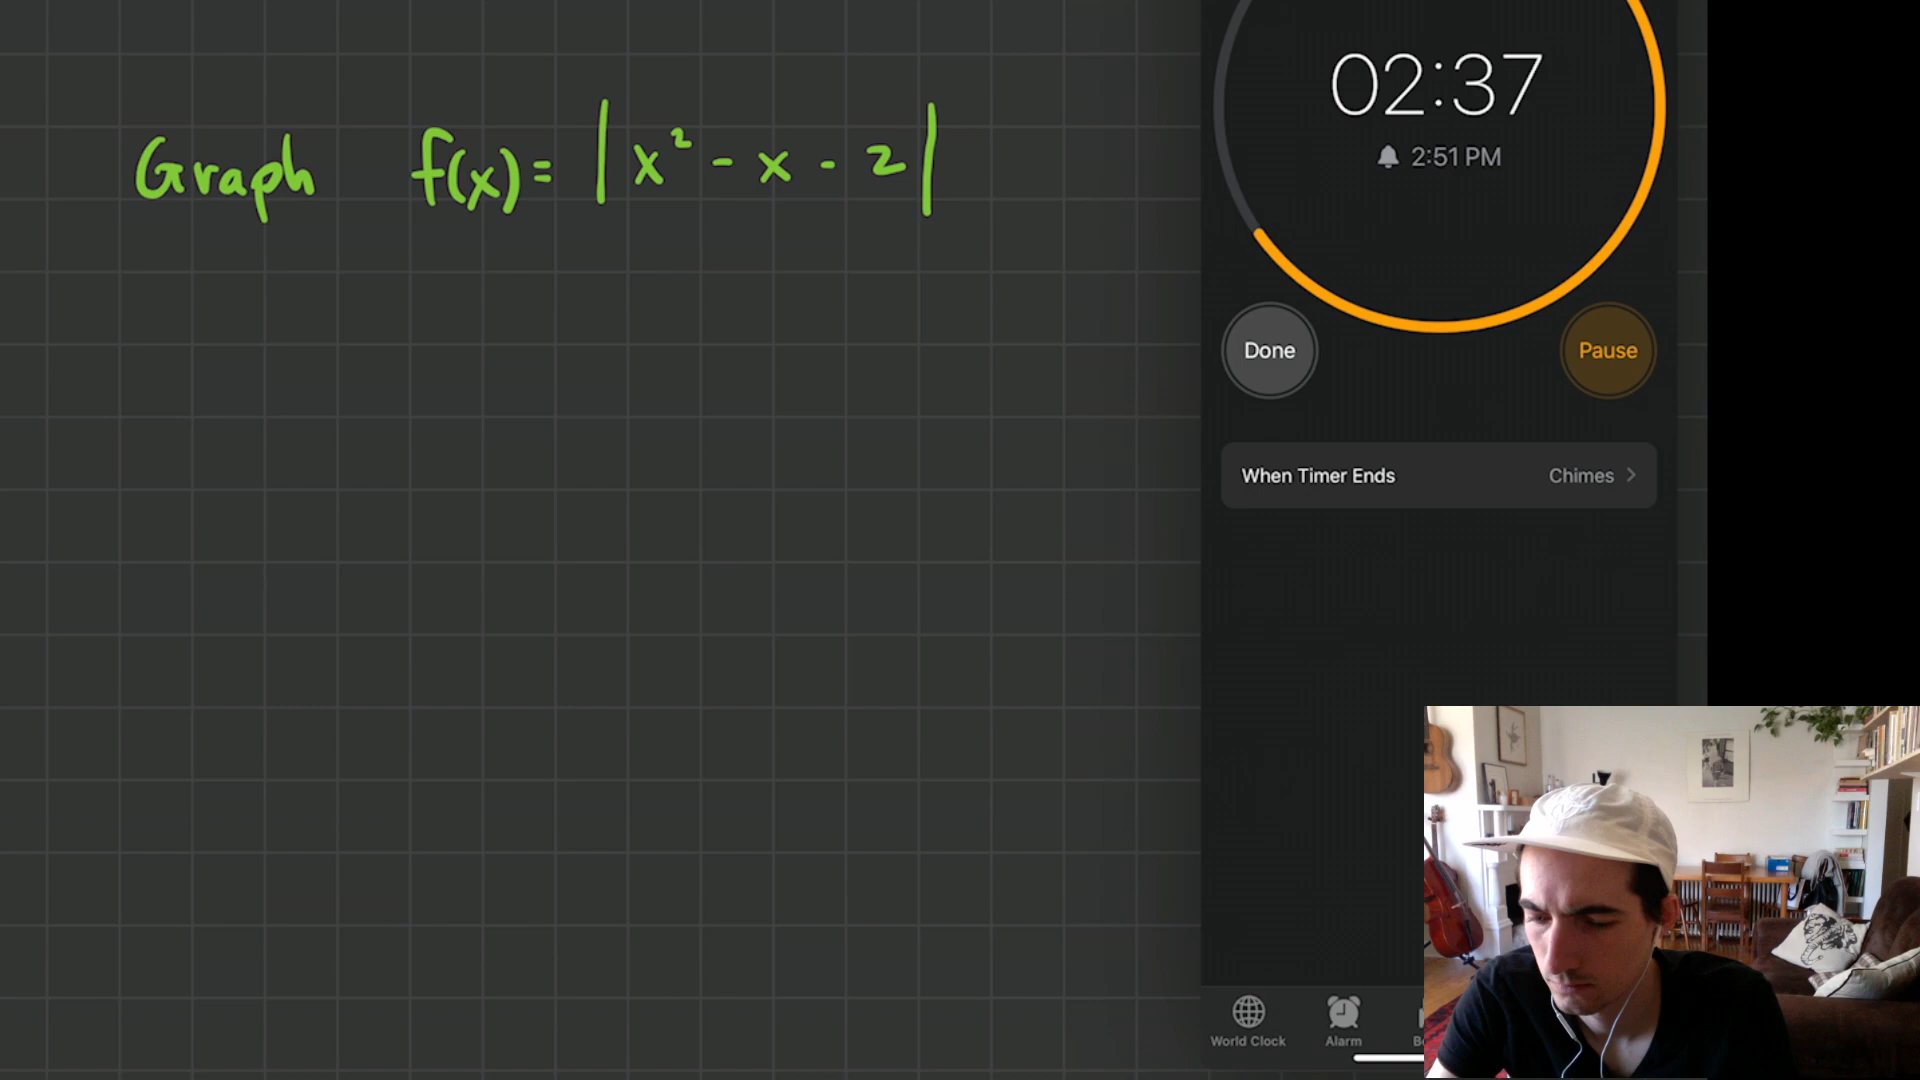 Graph f(x) = |x² - x - 2|
02:37
2:51 PM
Done
Pause
When Timer Ends Chimes
World Clock
Alarm